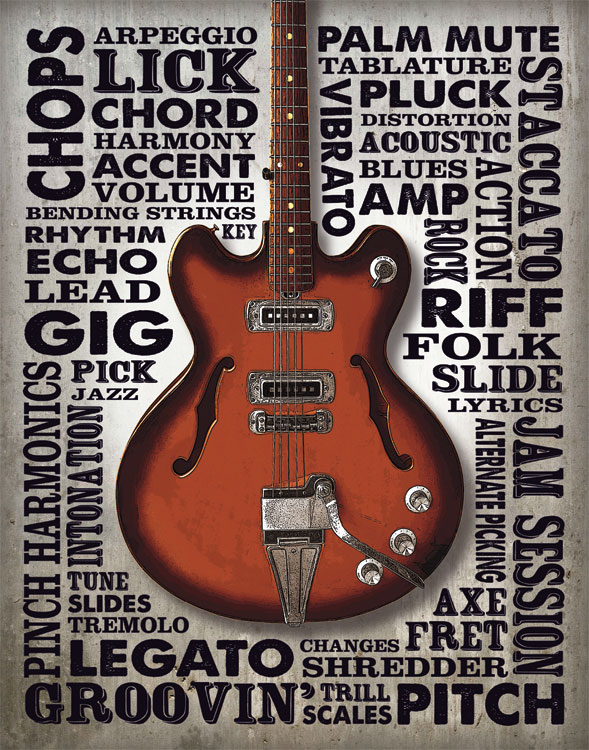 CHOPS
ARPEGGIO
LICK
CHORD
HARMONY
ACCENT
VOLUME
BENDING STRINGS
RHYTHM
KEY
ECHO
LEAD
GIG
PICK
JAZZ
PINCH HARMONICS
INTONATION
TUNE
SLIDES
TREMOLO
LEGATO
GROOVIN'
PALM MUTE
TABLATURE
VIBRATO
PLUCK
DISTORTION
ACOUSTIC
BLUES
AMP
STACCATO
ACTION
ROCK
RIFF
FOLK
SLIDE
LYRICS
ALTERNATE PICKING
JAM SESSION
AXE
FRET
CHANGES
SHREDDER
TRILL
SCALES
PITCH